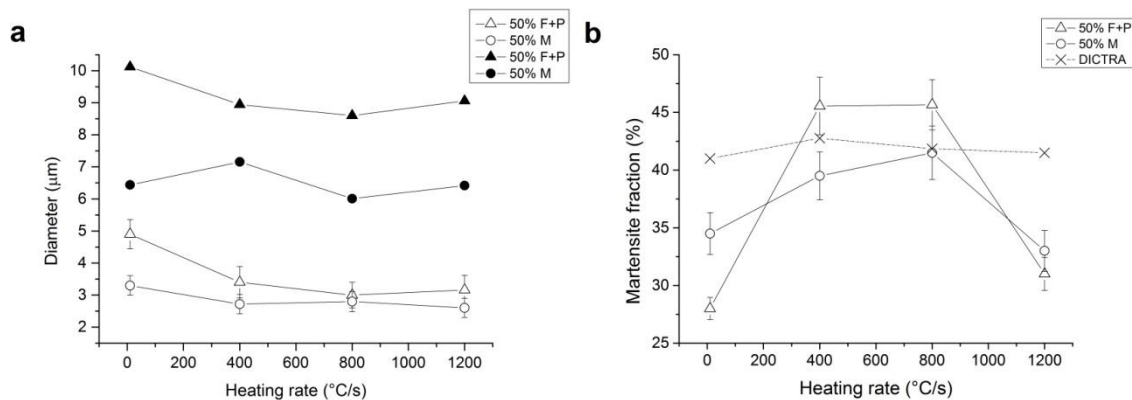 a
50% F+P
50% M
50% F+P
50% M
10
9
8
7
6
5
4
3
2
Diameter (μm)
0 200 400 600 800 1000 1200
Heating rate (°C/s)
b
50% F+P
50% M
DICTRA
50
45
40
35
30
25
Martensite fraction (%)
0 200 400 600 800 1000 1200
Heating rate (°C/s)